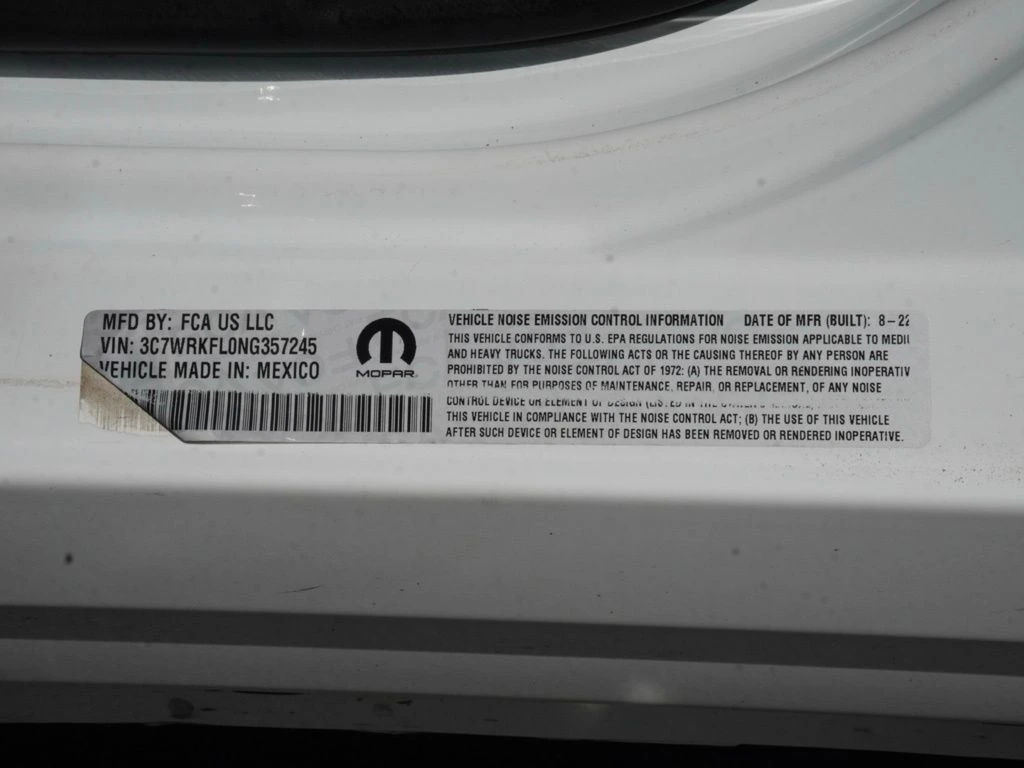 MFD BY: FCA US LLC
VIN: 3C7WRKFL0NG357245
VEHICLE MADE IN: MEXICO
MOPAR
VEHICLE NOISE EMISSION CONTROL INFORMATION DATE OF MFR (BUILT): 8-22
THIS VEHICLE CONFORMS TO U.S. EPA REGULATIONS FOR NOISE EMISSION APPLICABLE TO MEDIU
AND HEAVY TRUCKS. THE FOLLOWING ACTS OR THE CAUSING THEREOF BY ANY PERSON ARE
PROHIBITED BY THE NOISE CONTROL ACT OF 1972: (A) THE REMOVAL OR RENDERING INOPERATIV
OTHER THAN FOR PURPOSES OF MAINTENANCE, REPAIR, OR REPLACEMENT, OF ANY NOISE
CONTROL DEVICE OR ELEMENT OF DESIGN (LISTED IN THE
THIS VEHICLE IN COMPLIANCE WITH THE NOISE CONTROL ACT; (B) THE USE OF THIS VEHICLE
AFTER SUCH DEVICE OR ELEMENT OF DESIGN HAS BEEN REMOVED OR RENDERED INOPERATIVE.